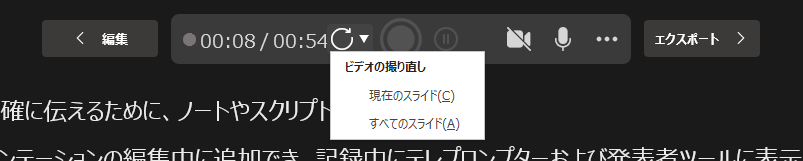 編集
00:08 / 00:54
エクスポート
ビデオの撮り直し
現在のスライド(C)
すべてのスライド(A)
確に伝えるために、ノートやスクリプト
ンテーションの編集中に追加でき、記録中にテレプロンプターおよび発表者ツールに表示